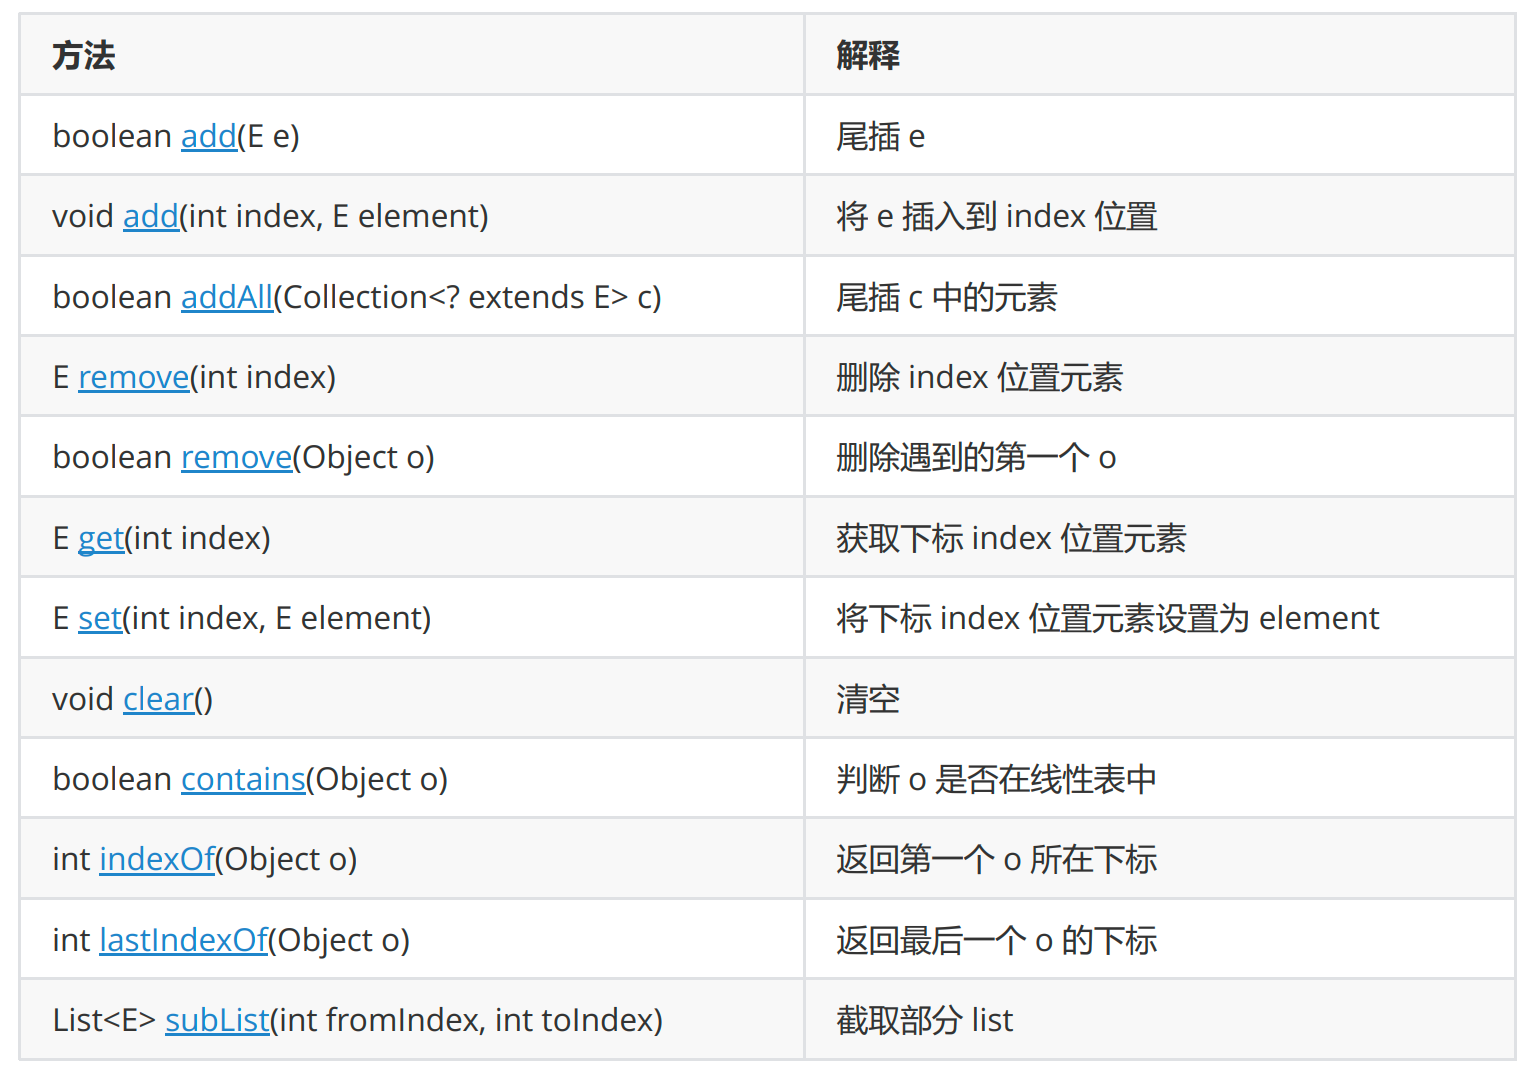 方法 解释
boolean add(E e) 尾插 e
void add(int index, E element) 将 e 插入到 index 位置
boolean addAll(Collection<? extends E> c) 尾插 c 中的元素
E remove(int index) 删除 index 位置元素
boolean remove(Object o) 删除遇到的第一个 o
E get(int index) 获取下标 index 位置元素
E set(int index, E element) 将下标 index 位置元素设置为 element
void clear() 清空
boolean contains(Object o) 判断 o 是否在线性表中
int indexOf(Object o) 返回第一个 o 所在下标
int lastIndexOf(Object o) 返回最后一个 o 的下标
List<E> subList(int fromIndex, int toIndex) 截取部分 list